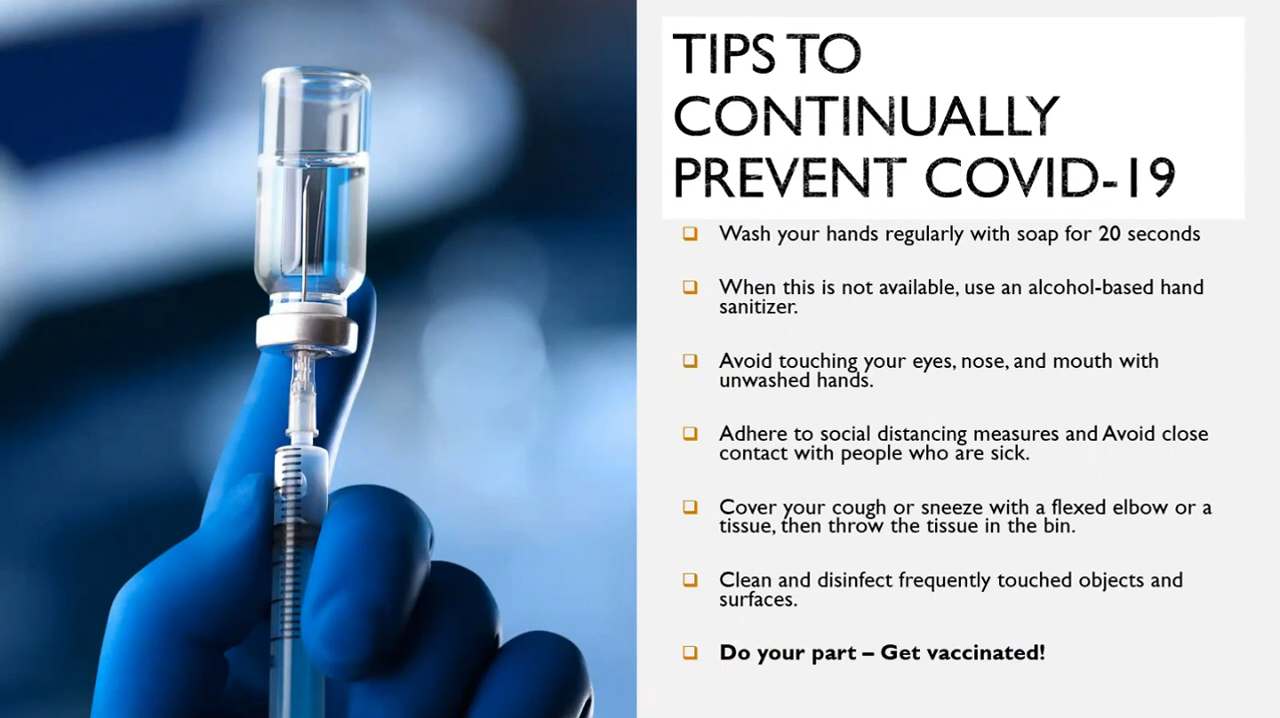 TIPS TO
CONTINUALLY
PREVENT COVID-19
Wash your hands regularly with soap for 20 seconds
When this is not available, use an alcohol-based hand
sanitizer.
Avoid touching your eyes, nose, and mouth with
unwashed hands.
Adhere to social distancing measures and Avoid close
contact with people who are sick.
Cover your cough or sneeze with a flexed elbow or a
tissue, then throw the tissue in the bin.
Clean and disinfect frequently touched objects and
surfaces.
Do your part – Get vaccinated!